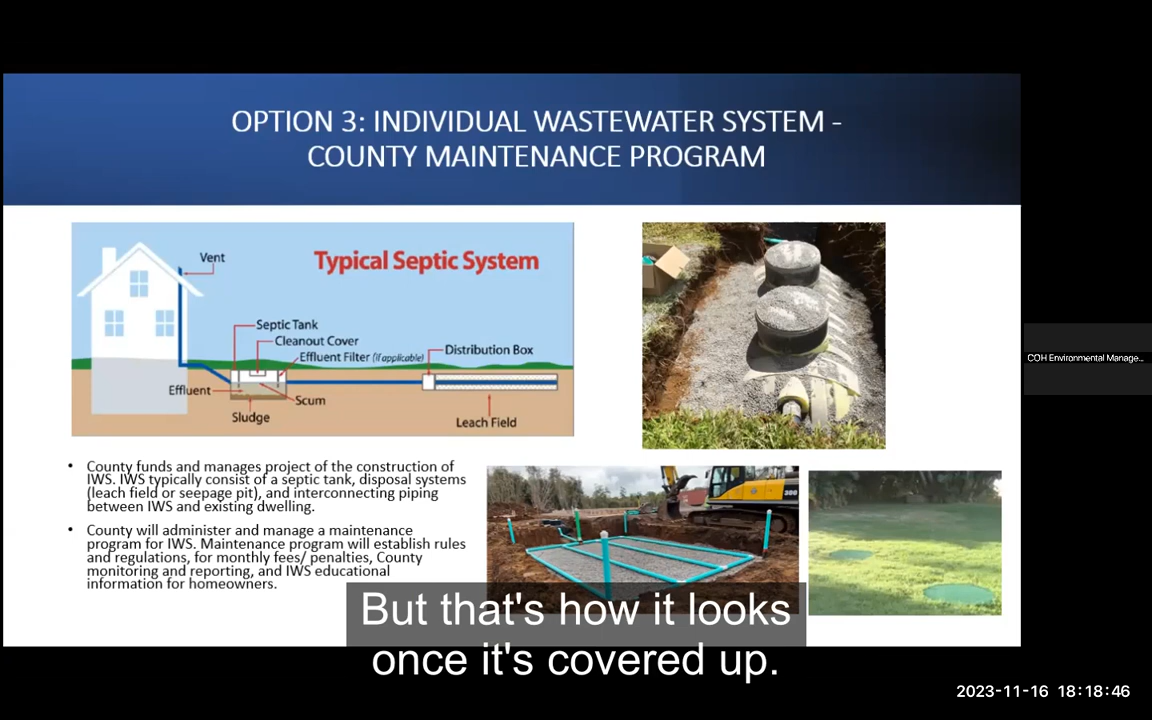 OPTION 3: INDIVIDUAL WASTEWATER SYSTEM -
COUNTY MAINTENANCE PROGRAM
Typical Septic System
Vent
Septic Tank
Cleanout Cover
Effluent Filter (if applicable)
Distribution Box
Effluent
Scum
Sludge
Leach Field
• County funds and manages project of the construction of
IWS. IWS typically consist of a septic tank, disposal systems
(leach field or seepage pit), and interconnecting piping
between IWS and existing dwelling.
• County will administer and manage a maintenance
program for IWS. Maintenance program will establish rules
and regulations, for monthly fees/ penalties, County
monitoring and reporting, and IWS educational
information for homeowners.
300
COH Environmental Manage...
But that's how it looks
once it's covered up.
2023-11-16 18:18:46